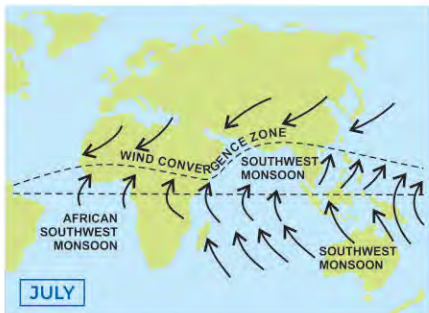 WIND CONVERGENCE ZONE
SOUTHWEST
MONSOON
AFRICAN
SOUTHWEST
MONSOON
SOUTHWEST
MONSOON
JULY